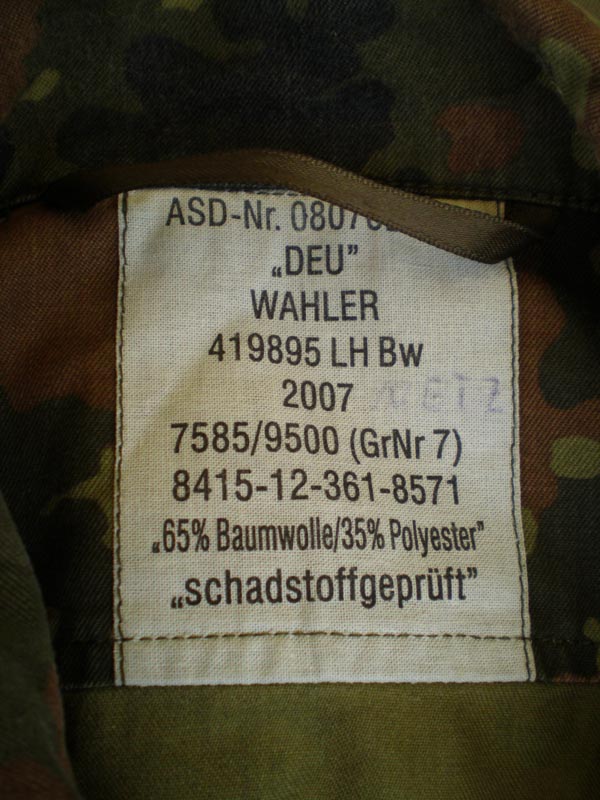 ASD-Nr.
„DEU”
WAHLER
419895 LH Bw
2007
7585/9500 (GrNr 7)
8415-12-361-8571
„65% Baumwolle/35% Polyester”
„schadstoffgeprüft”